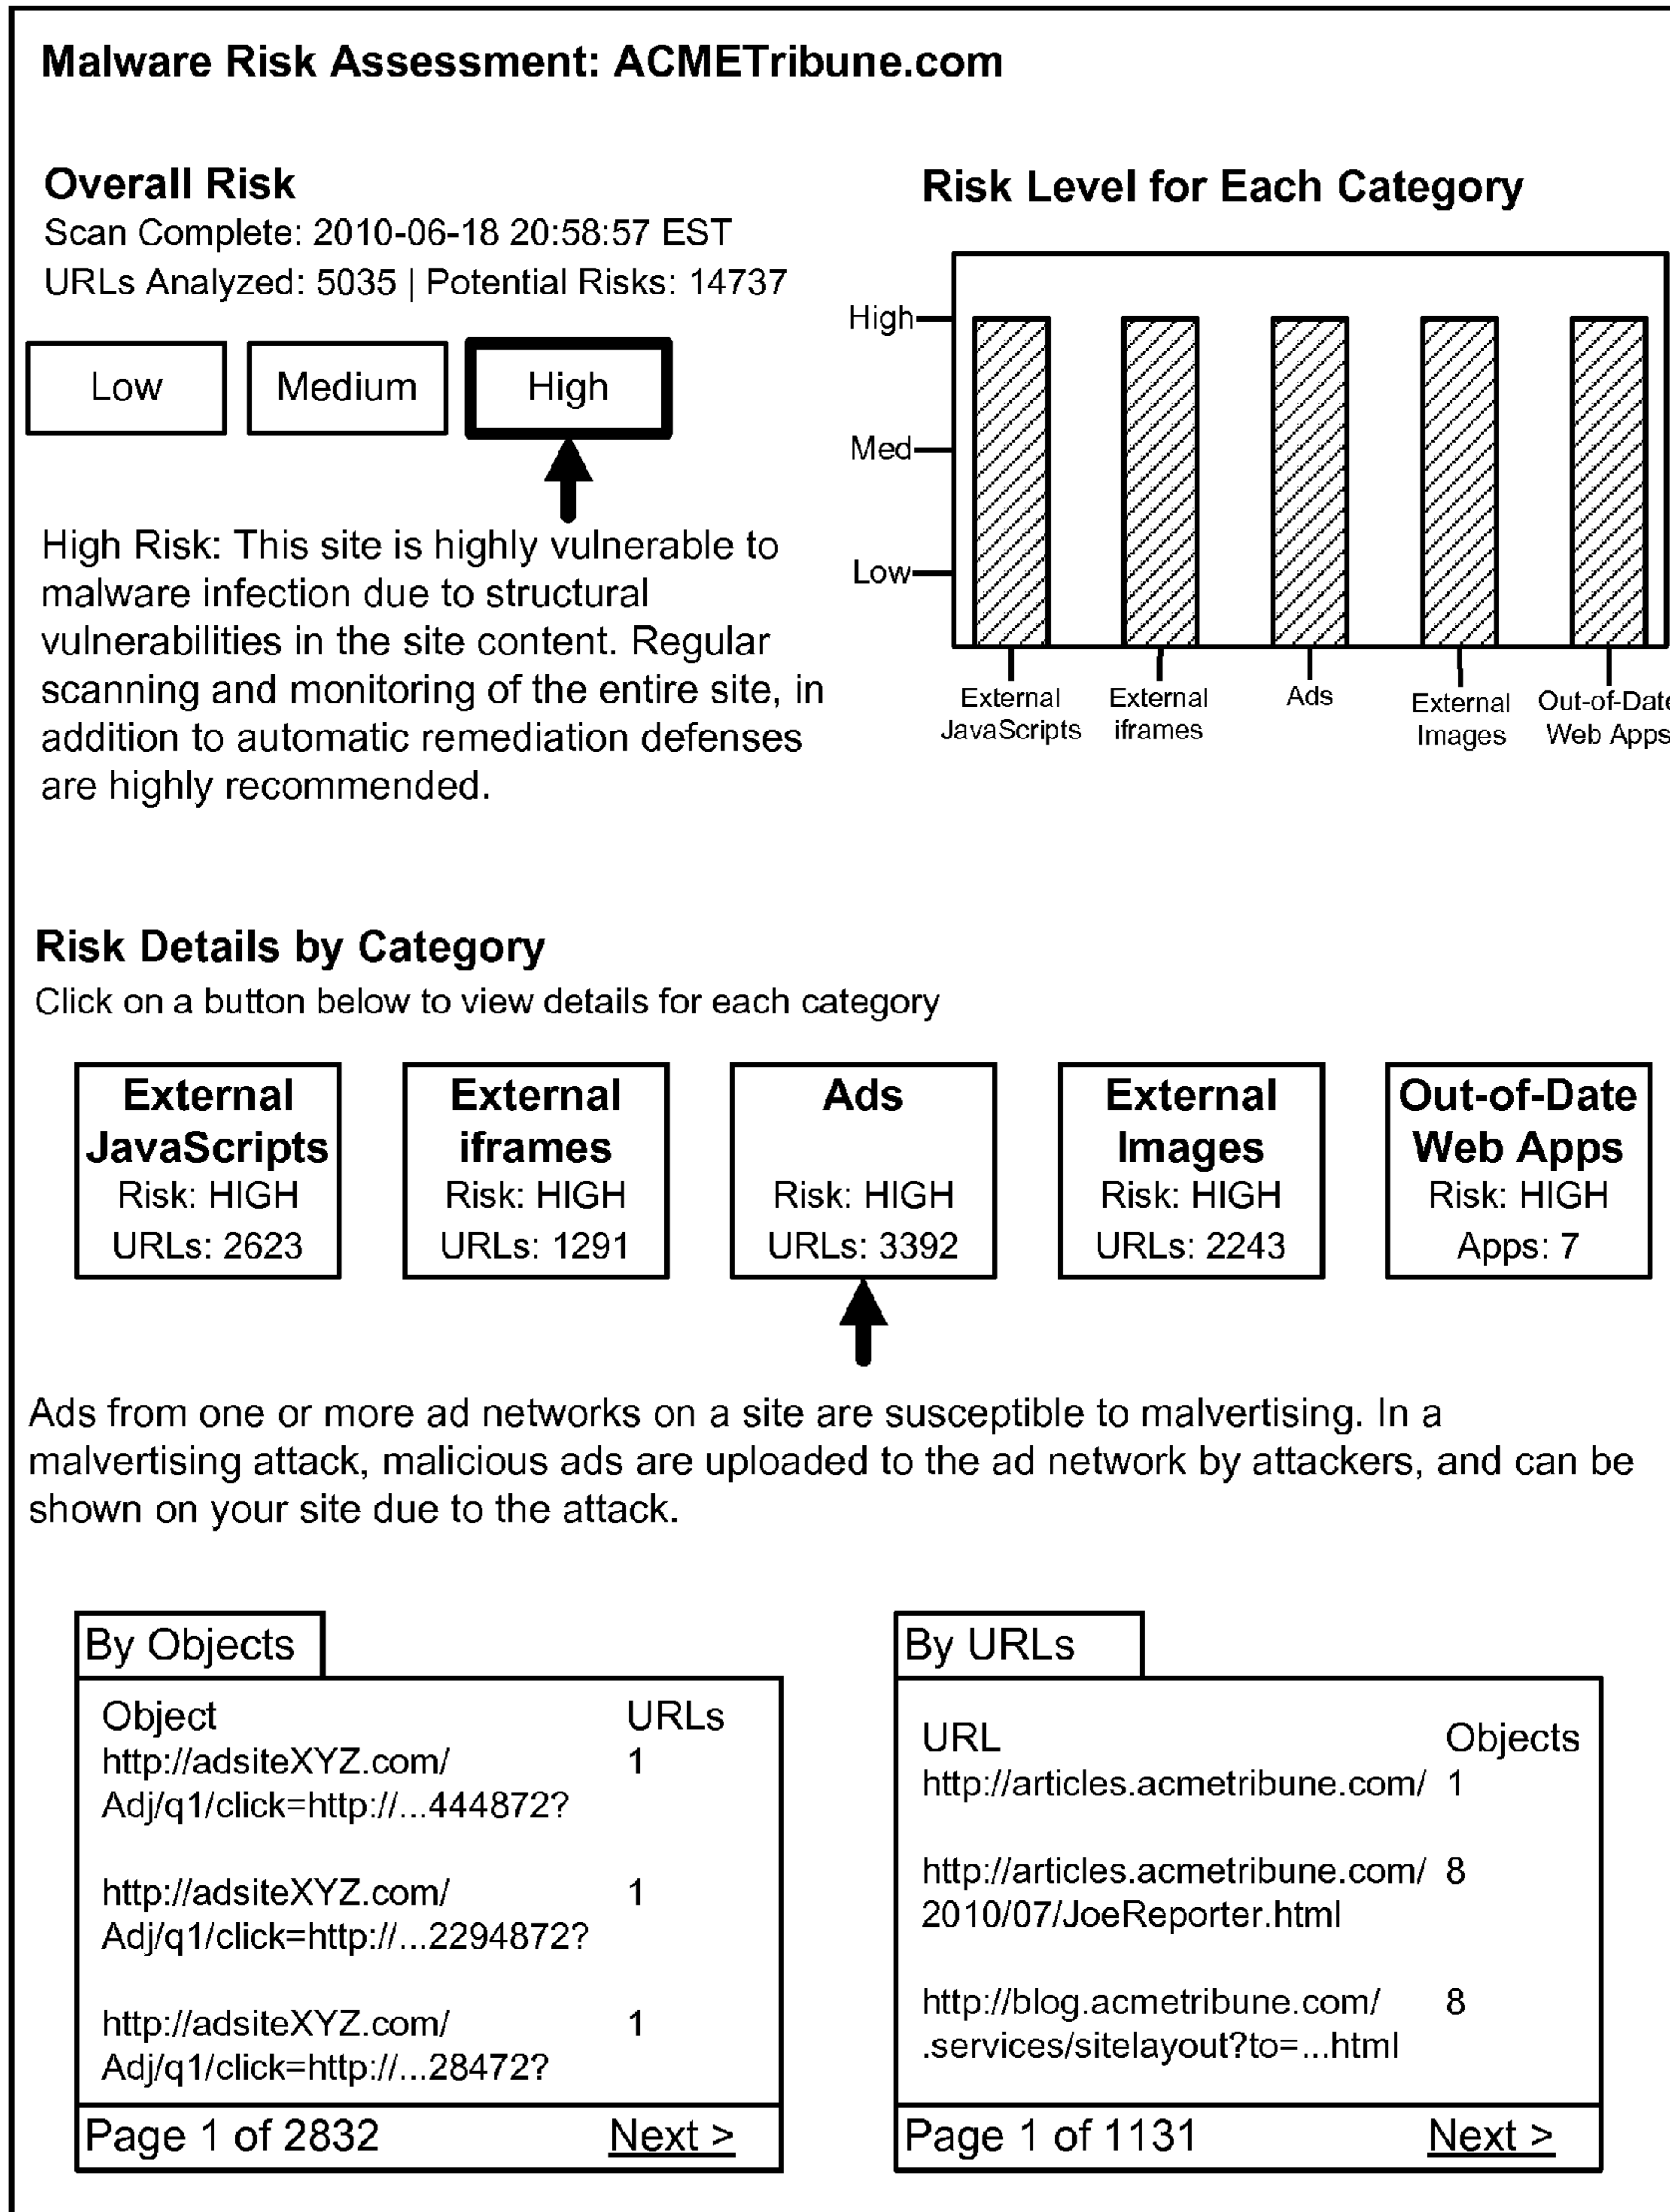 Malware Risk Assessment: ACMETribune.com
Overall Risk
Scan Complete: 2010-06-18 20:58:57 EST
URLs Analyzed: 5035 | Potential Risks: 14737
Low
Medium
High
High Risk: This site is highly vulnerable to
malware infection due to structural
vulnerabilities in the site content. Regular
scanning and monitoring of the entire site, in
addition to automatic remediation defenses
are highly recommended.
Risk Level for Each Category
High
Med
Low
External
JavaScripts
External
iframes
Ads
External
Images
Out-of-Date
Web Apps
Risk Details by Category
Click on a button below to view details for each category
External
JavaScripts
Risk: HIGH
URLs: 2623
External
iframes
Risk: HIGH
URLs: 1291
Ads
Risk: HIGH
URLs: 3392
External
Images
Risk: HIGH
URLs: 2243
Out-of-Date
Web Apps
Risk: HIGH
Apps: 7
Ads from one or more ad networks on a site are susceptible to malvertising. In a
malvertising attack, malicious ads are uploaded to the ad network by attackers, and can be
shown on your site due to the attack.
By Objects
Object URLs
http://adsiteXYZ.com/ 1
Adj/q1/click=http://...444872?
http://adsiteXYZ.com/ 1
Adj/q1/click=http://...2294872?
http://adsiteXYZ.com/ 1
Adj/q1/click=http://...28472?
Page 1 of 2832 Next >
By URLs
URL Objects
http://articles.acmetribune.com/ 1
http://articles.acmetribune.com/ 8
2010/07/JoeReporter.html
http://blog.acmetribune.com/ 8
.services/sitelayout?to=...html
Page 1 of 1131 Next >